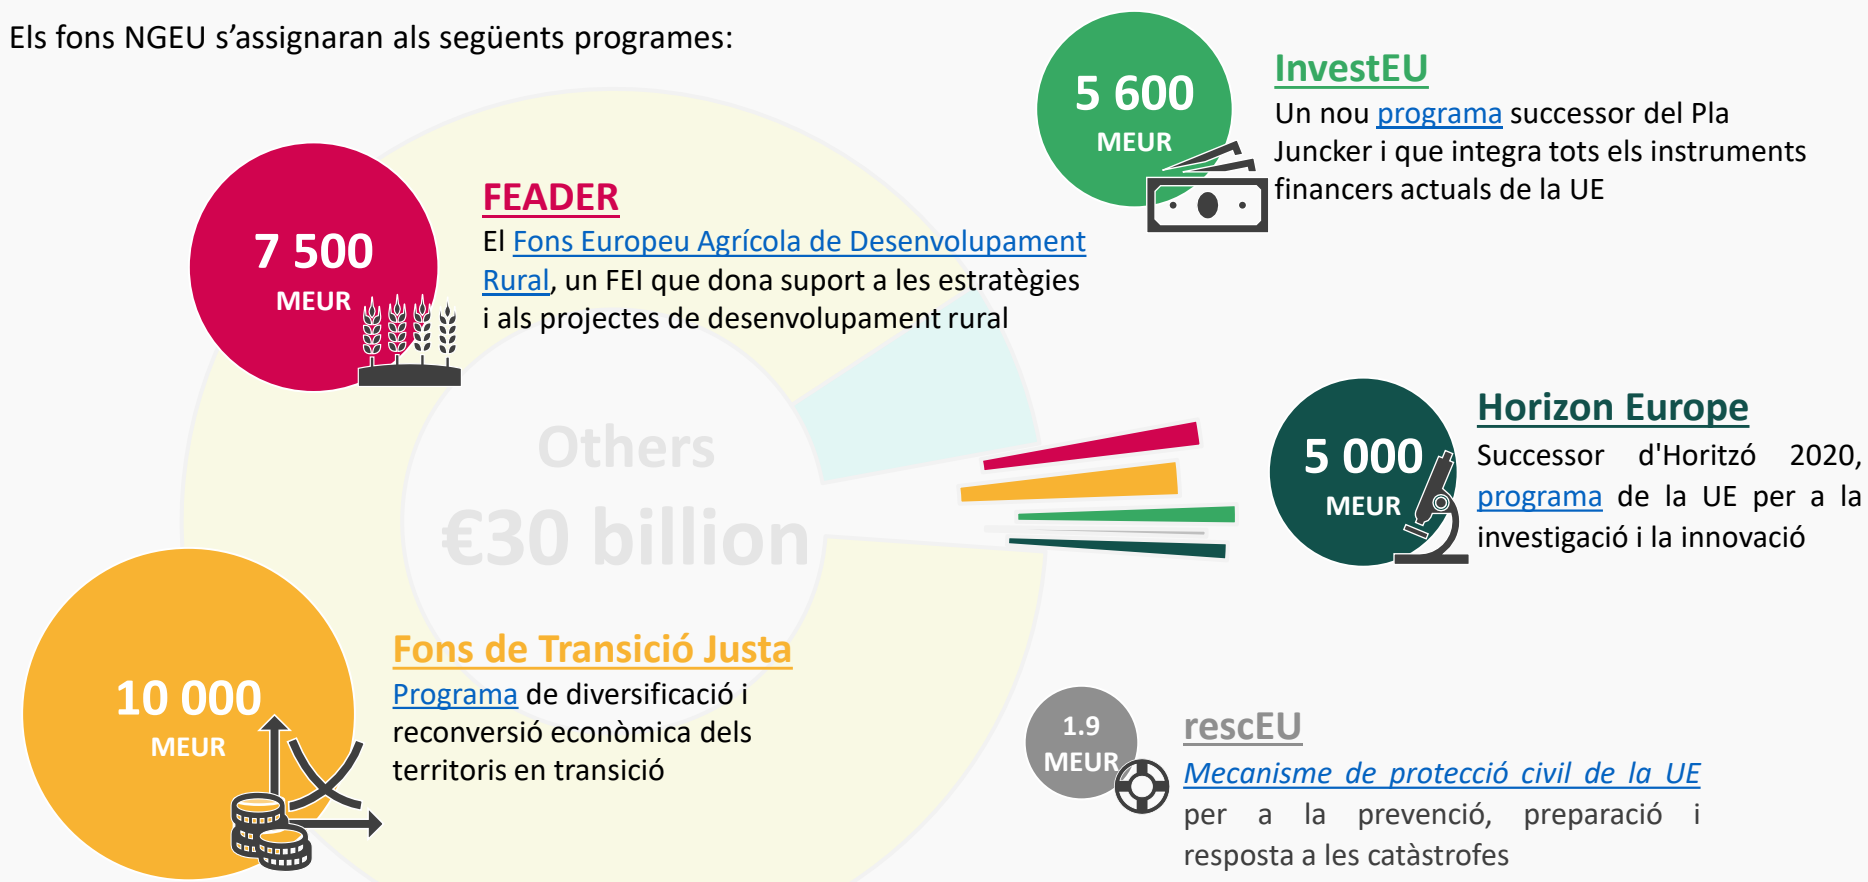 Els fons NGEU s’assignaran als següents programes:
5 600
MEUR
InvestEU
Un nou programa successor del Pla
Juncker i que integra tots els instruments
financers actuals de la UE
7 500
MEUR
FEADER
El Fons Europeu Agrícola de Desenvolupament
Rural, un FEI que dona suport a les estratègies
i als projectes de desenvolupament rural
Others
€30 billion
5 000
MEUR
Horizon Europe
Successor d'Horitzó 2020,
programa de la UE per a la
investigació i la innovació
10 000
MEUR
Fons de Transició Justa
Programa de diversificació i
reconversió econòmica dels
territoris en transició
1.9
MEUR
rescEU
Mecanisme de protecció civil de la UE
per a la prevenció, preparació i
resposta a les catàstrofes